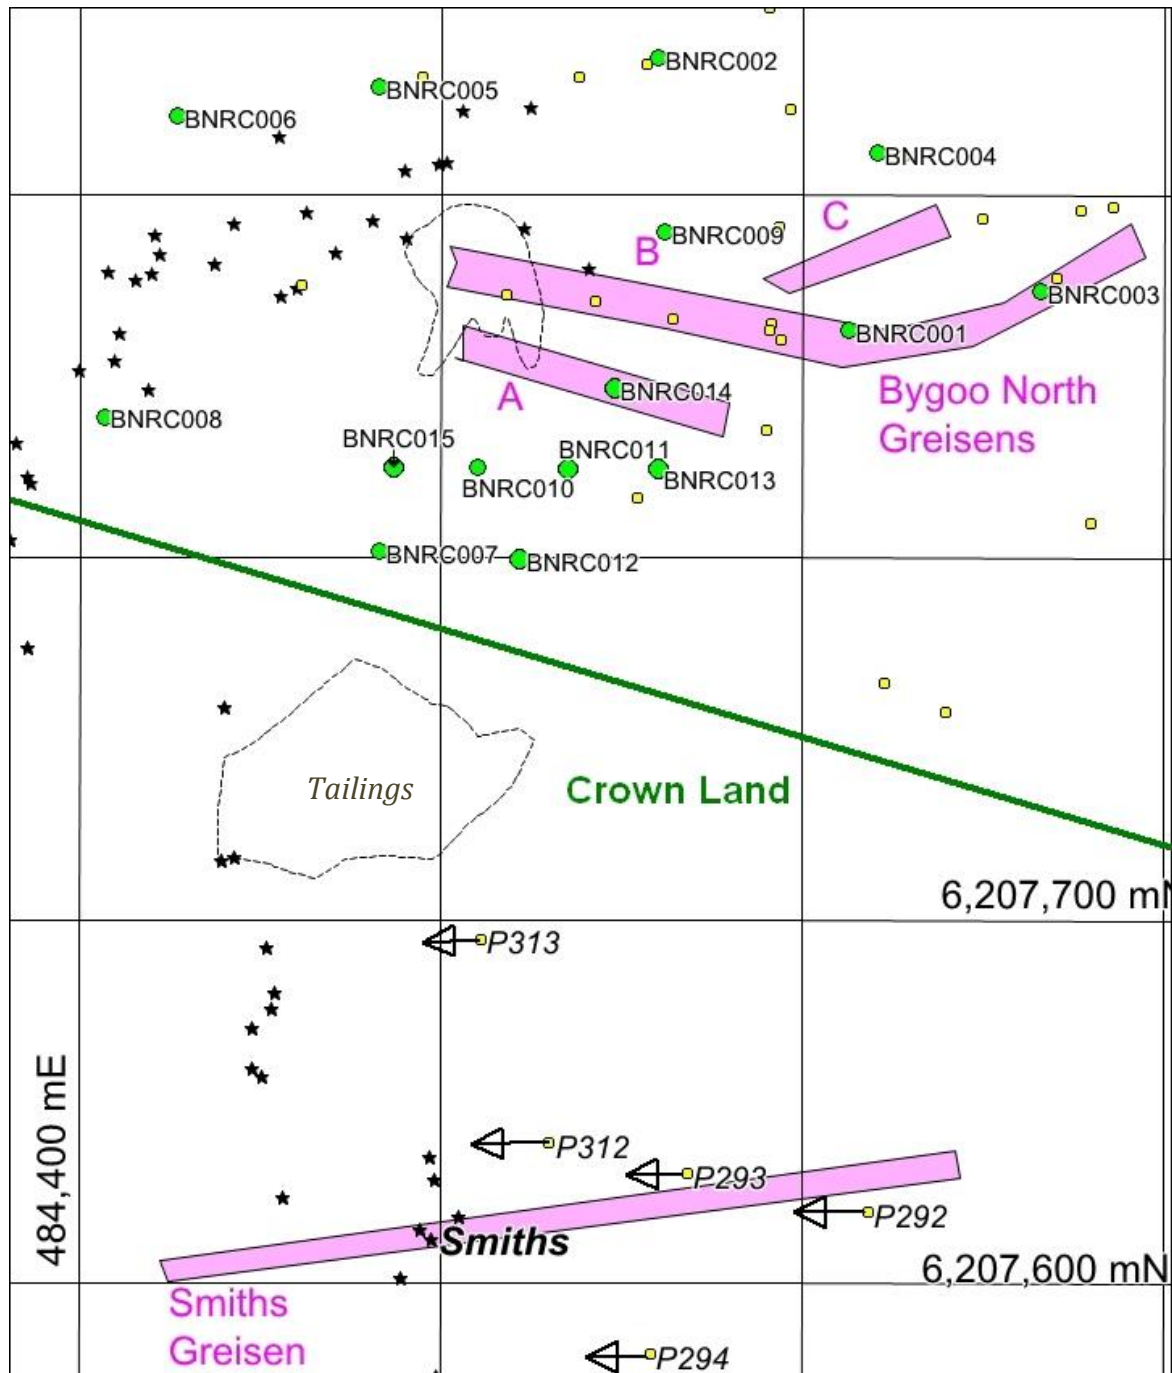 BNRC002
BNRC005
BNRC006
BNRC004
C
BNRC009
B
BNRC003
BNRC001
BNRC014
A
Bygoo North
Greisens
BNRC008
BNRC015
BNRC011
BNRC010
BNRC013
BNRC007
BNRC012
Tailings
Crown Land
6,207,700 mN
P313
484,400 mE
P312
P293
P292
Smiths
6,207,600 mN
Smiths
Greisen
P294